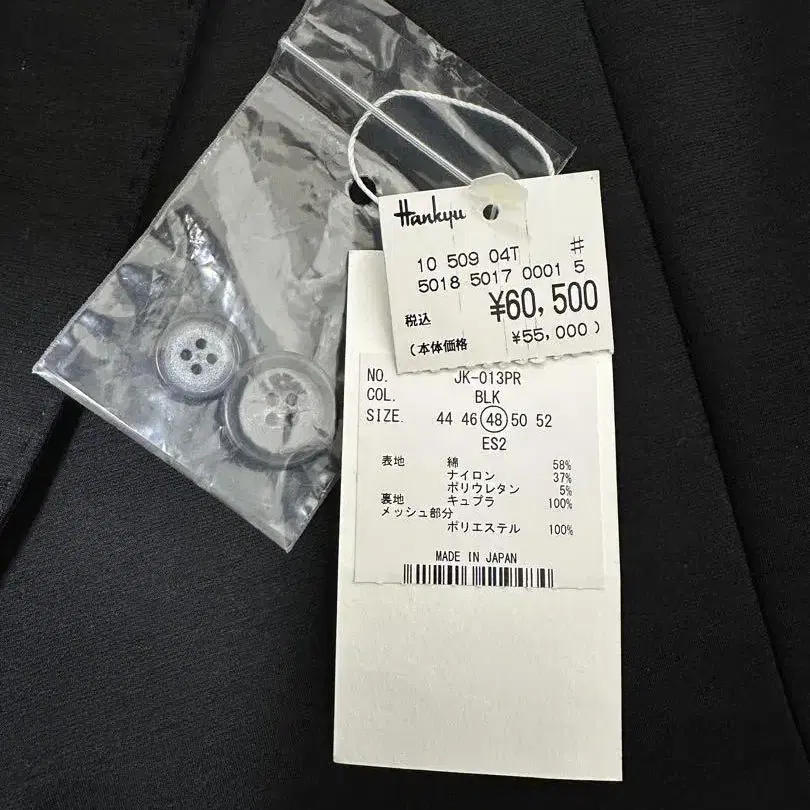 Hankyu
10 509 04T #
5018 5017 0001 5
税込 ¥60,500
(本体価格 ¥55,000)
NO. JK-013PR
COL. BLK
SIZE. 44 46 48 50 52
ES2
表地 綿 58%
ナイロン 37%
ポリウレタン 5%
裏地 キュプラ 100%
メッシュ部分
ポリエステル 100%
MADE IN JAPAN